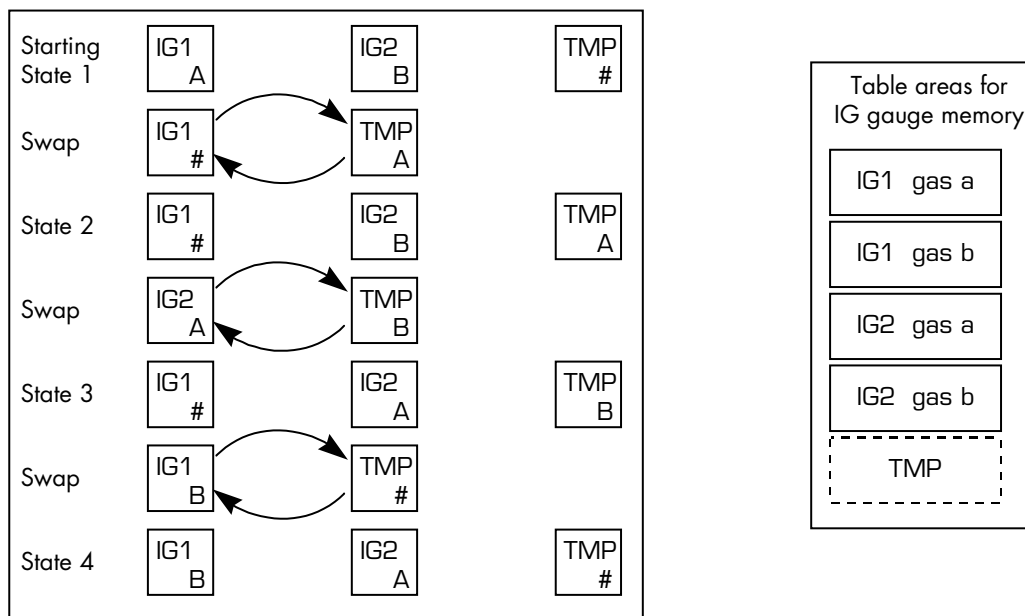 Starting
State 1
IG1
A
IG2
B
TMP
#
Swap
IG1
#
TMP
A
State 2
IG1
#
IG2
B
TMP
A
Swap
IG2
A
TMP
B
State 3
IG1
#
IG2
A
TMP
B
Swap
IG1
B
TMP
#
State 4
IG1
B
IG2
A
TMP
#
Table areas for
IG gauge memory
IG1 gas a
IG1 gas b
IG2 gas a
IG2 gas b
TMP